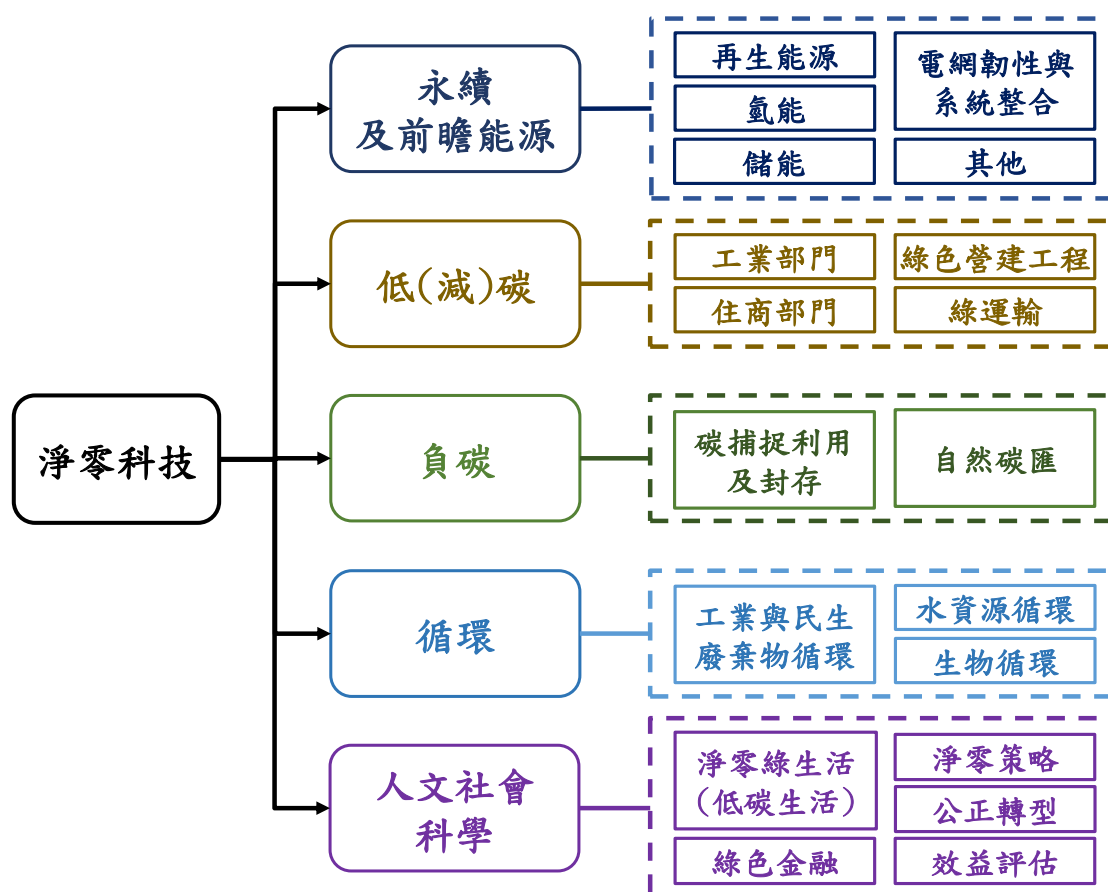 淨零科技
永續
及前瞻能源
再生能源
氫能
儲能
電網韌性與
系統整合
其他
低(減)碳
工業部門
住商部門
綠色營建工程
綠運輸
負碳
碳捕捉利用
及封存
自然碳匯
循環
工業與民生
廢棄物循環
水資源循環
生物循環
人文社會
科學
淨零綠生活
(低碳生活)
綠色金融
淨零策略
公正轉型
效益評估